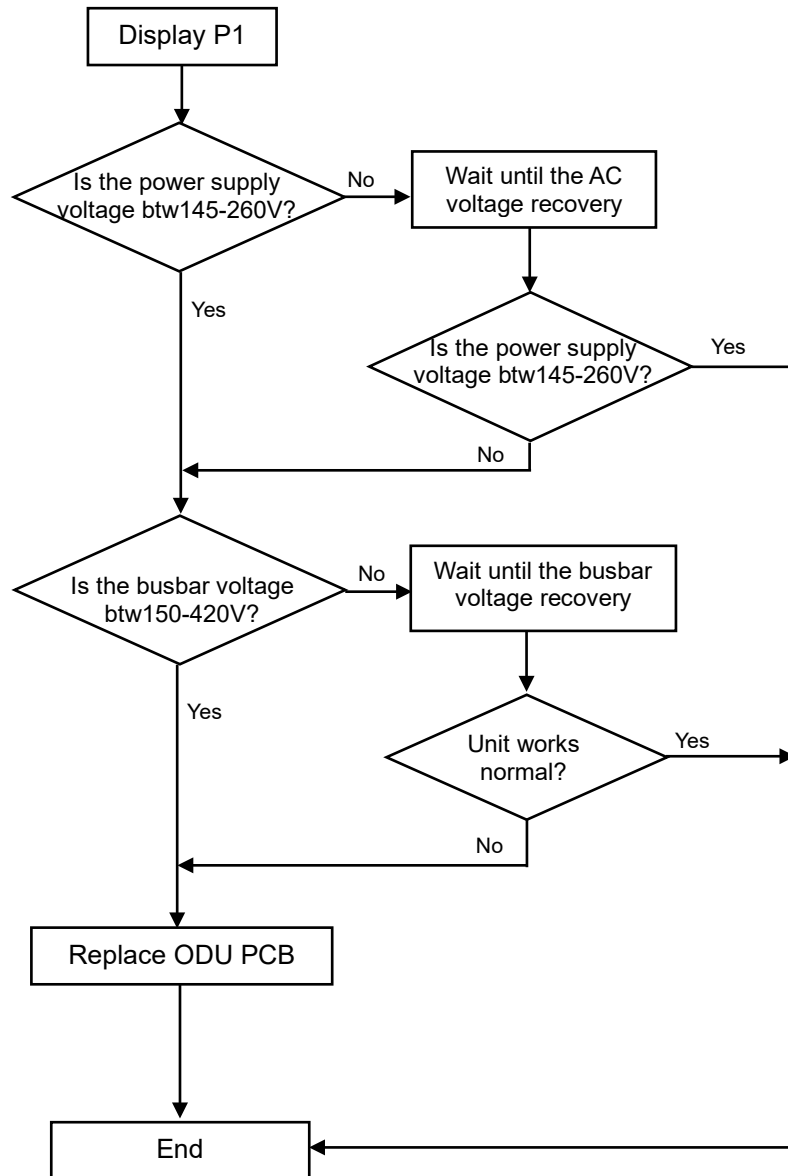 Display P1
Is the power supply
voltage btw145-260V?
No
Wait until the AC
voltage recovery
Yes
Is the power supply
voltage btw145-260V?
Yes
No
Is the busbar voltage
btw150-420V?
No
Wait until the busbar
voltage recovery
Yes
Unit works
normal?
Yes
No
Replace ODU PCB
End